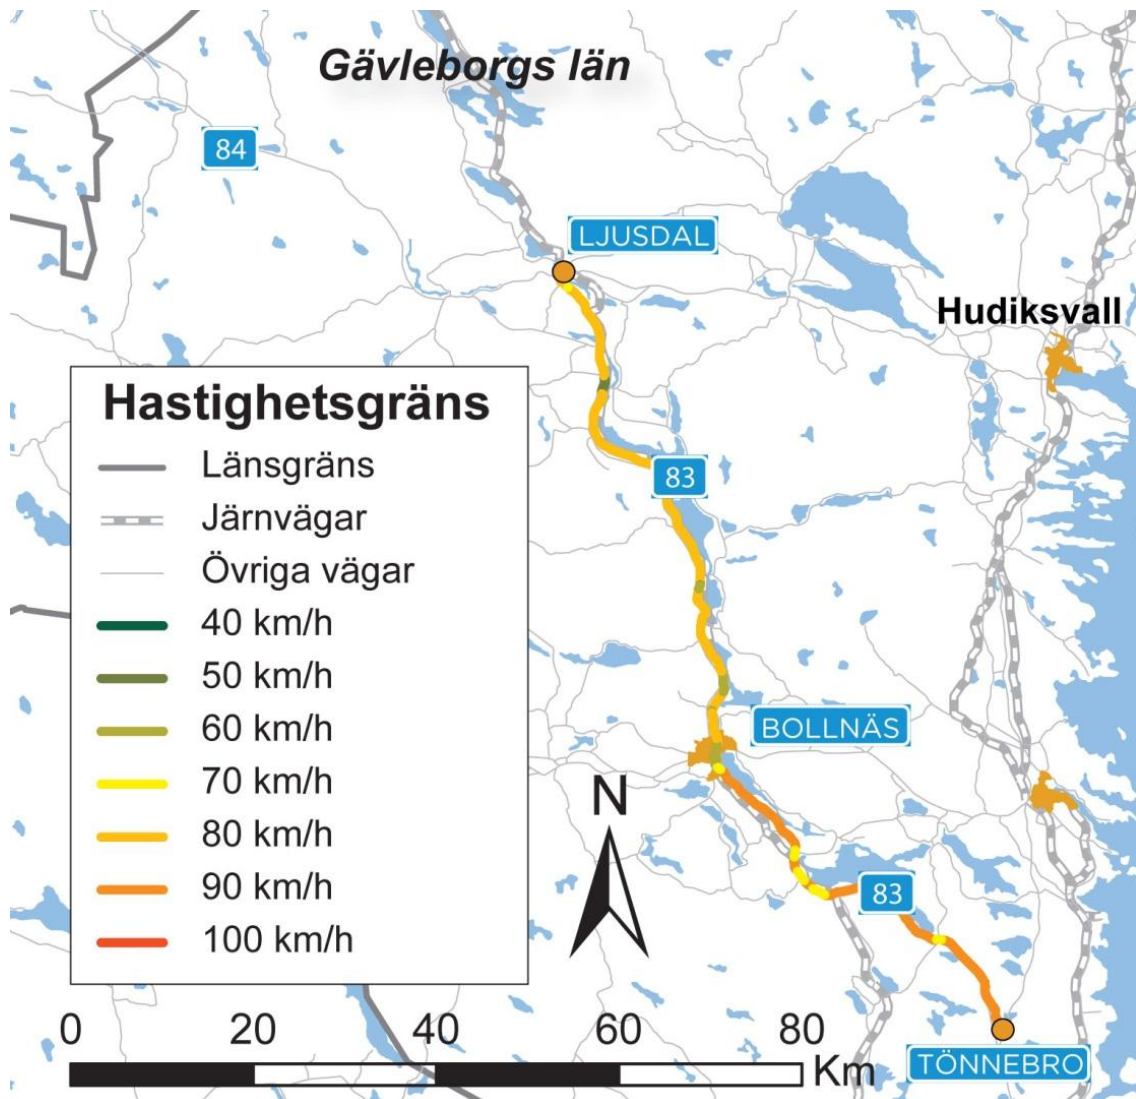 Gävleborgs län
84
LJUSDAL
Hudiksvall
Hastighetsgräns
Länsgräns
Järnvägar
Övriga vägar
40 km/h
50 km/h
60 km/h
70 km/h
80 km/h
90 km/h
100 km/h
83
BOLLNÄS
N
83
0 20 40 60 80
Km
TÖNNEBRO